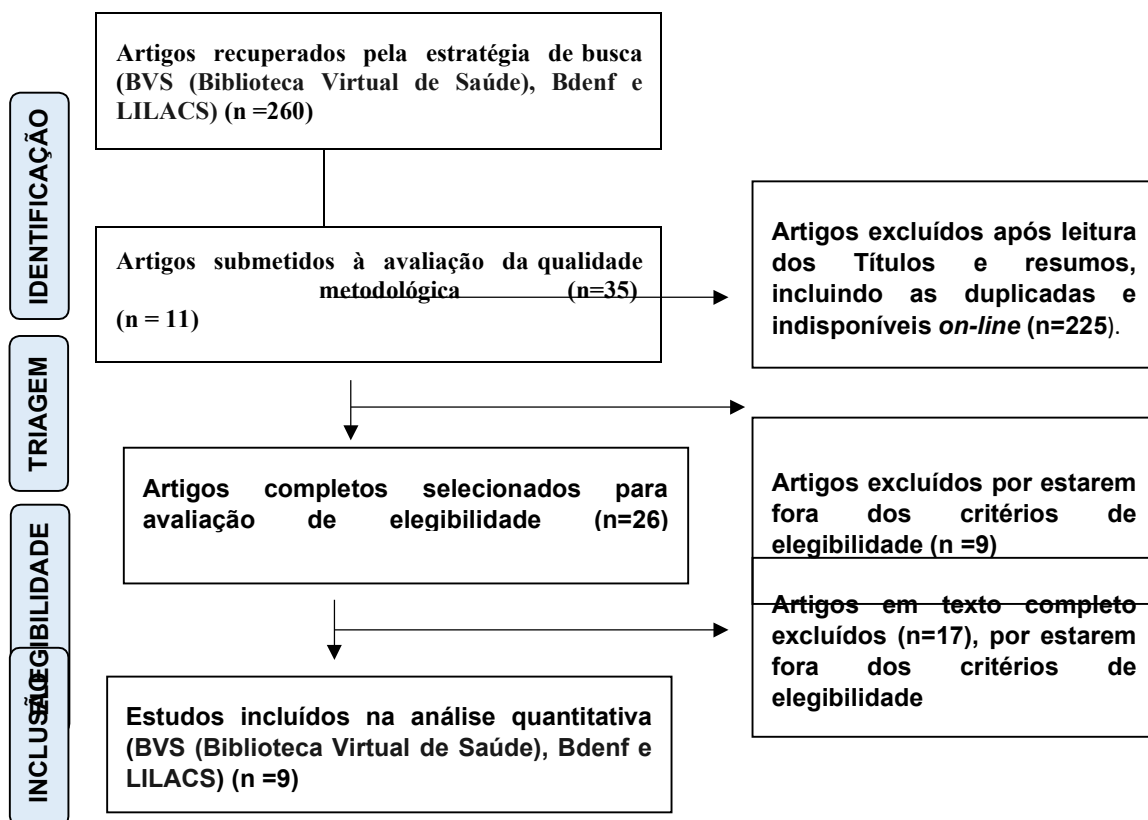 IDENTIFICAÇÃO
Artigos recuperados pela estratégia de busca
(BVS (Biblioteca Virtual de Saúde), Bdenf e
LILACS) (n =260)
Artigos submetidos à avaliação da qualidade
metodológica (n=35)
(n = 11)
Artigos excluídos após leitura
dos Títulos e resumos,
incluindo as duplicadas e
indisponíveis on-line (n=225).
TRIAGEM
Artigos completos selecionados para
avaliação de elegibilidade (n=26)
Artigos excluídos por estarem
fora dos critérios de
elegibilidade (n =9)
Artigos em texto completo
excluídos (n=17), por estarem
fora dos critérios de
elegibilidade
INCLUSÃO
Estudos incluídos na análise quantitativa
(BVS (Biblioteca Virtual de Saúde), Bdenf e
LILACS) (n =9)